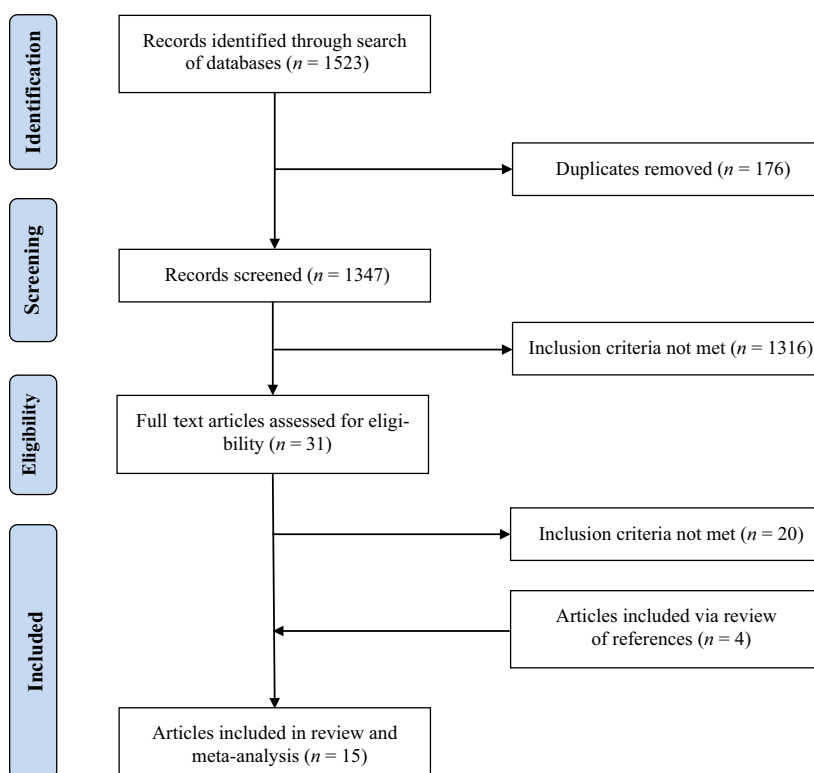 Identification
Records identified through search
of databases (n = 1523)
Duplicates removed (n = 176)
Screening
Records screened (n = 1347)
Inclusion criteria not met (n = 1316)
Eligibility
Full text articles assessed for eligi-
bility (n = 31)
Inclusion criteria not met (n = 20)
Included
Articles included via review
of references (n = 4)
Articles included in review and
meta-analysis (n = 15)